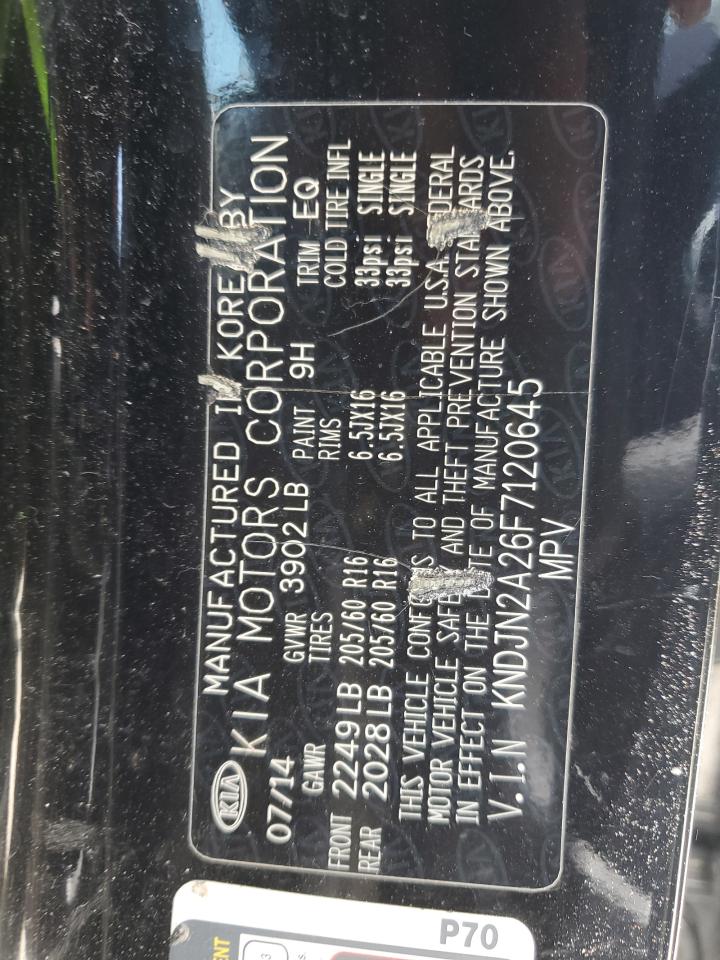 KIA
MANUFACTURED IN KOREA BY
KIA MOTORS CORPORATION
07/14 GVWR 3902 LB PAINT 9H TRIM EQ
GAWR TIRES RIMS COLD TIRE INFL
FRONT 2249 LB 205/60 R16 6.5JX16 33psi SINGLE
REAR 2028 LB 205/60 R16 6.5JX16 33psi SINGLE
THIS VEHICLE CONFORMS TO ALL APPLICABLE U.S.A. FEDERAL
MOTOR VEHICLE SAFETY AND THEFT PREVENTION STANDARDS
IN EFFECT ON THE DATE OF MANUFACTURE SHOWN ABOVE.
V.I.N KNDJN2A26F7120645
MPV
P70